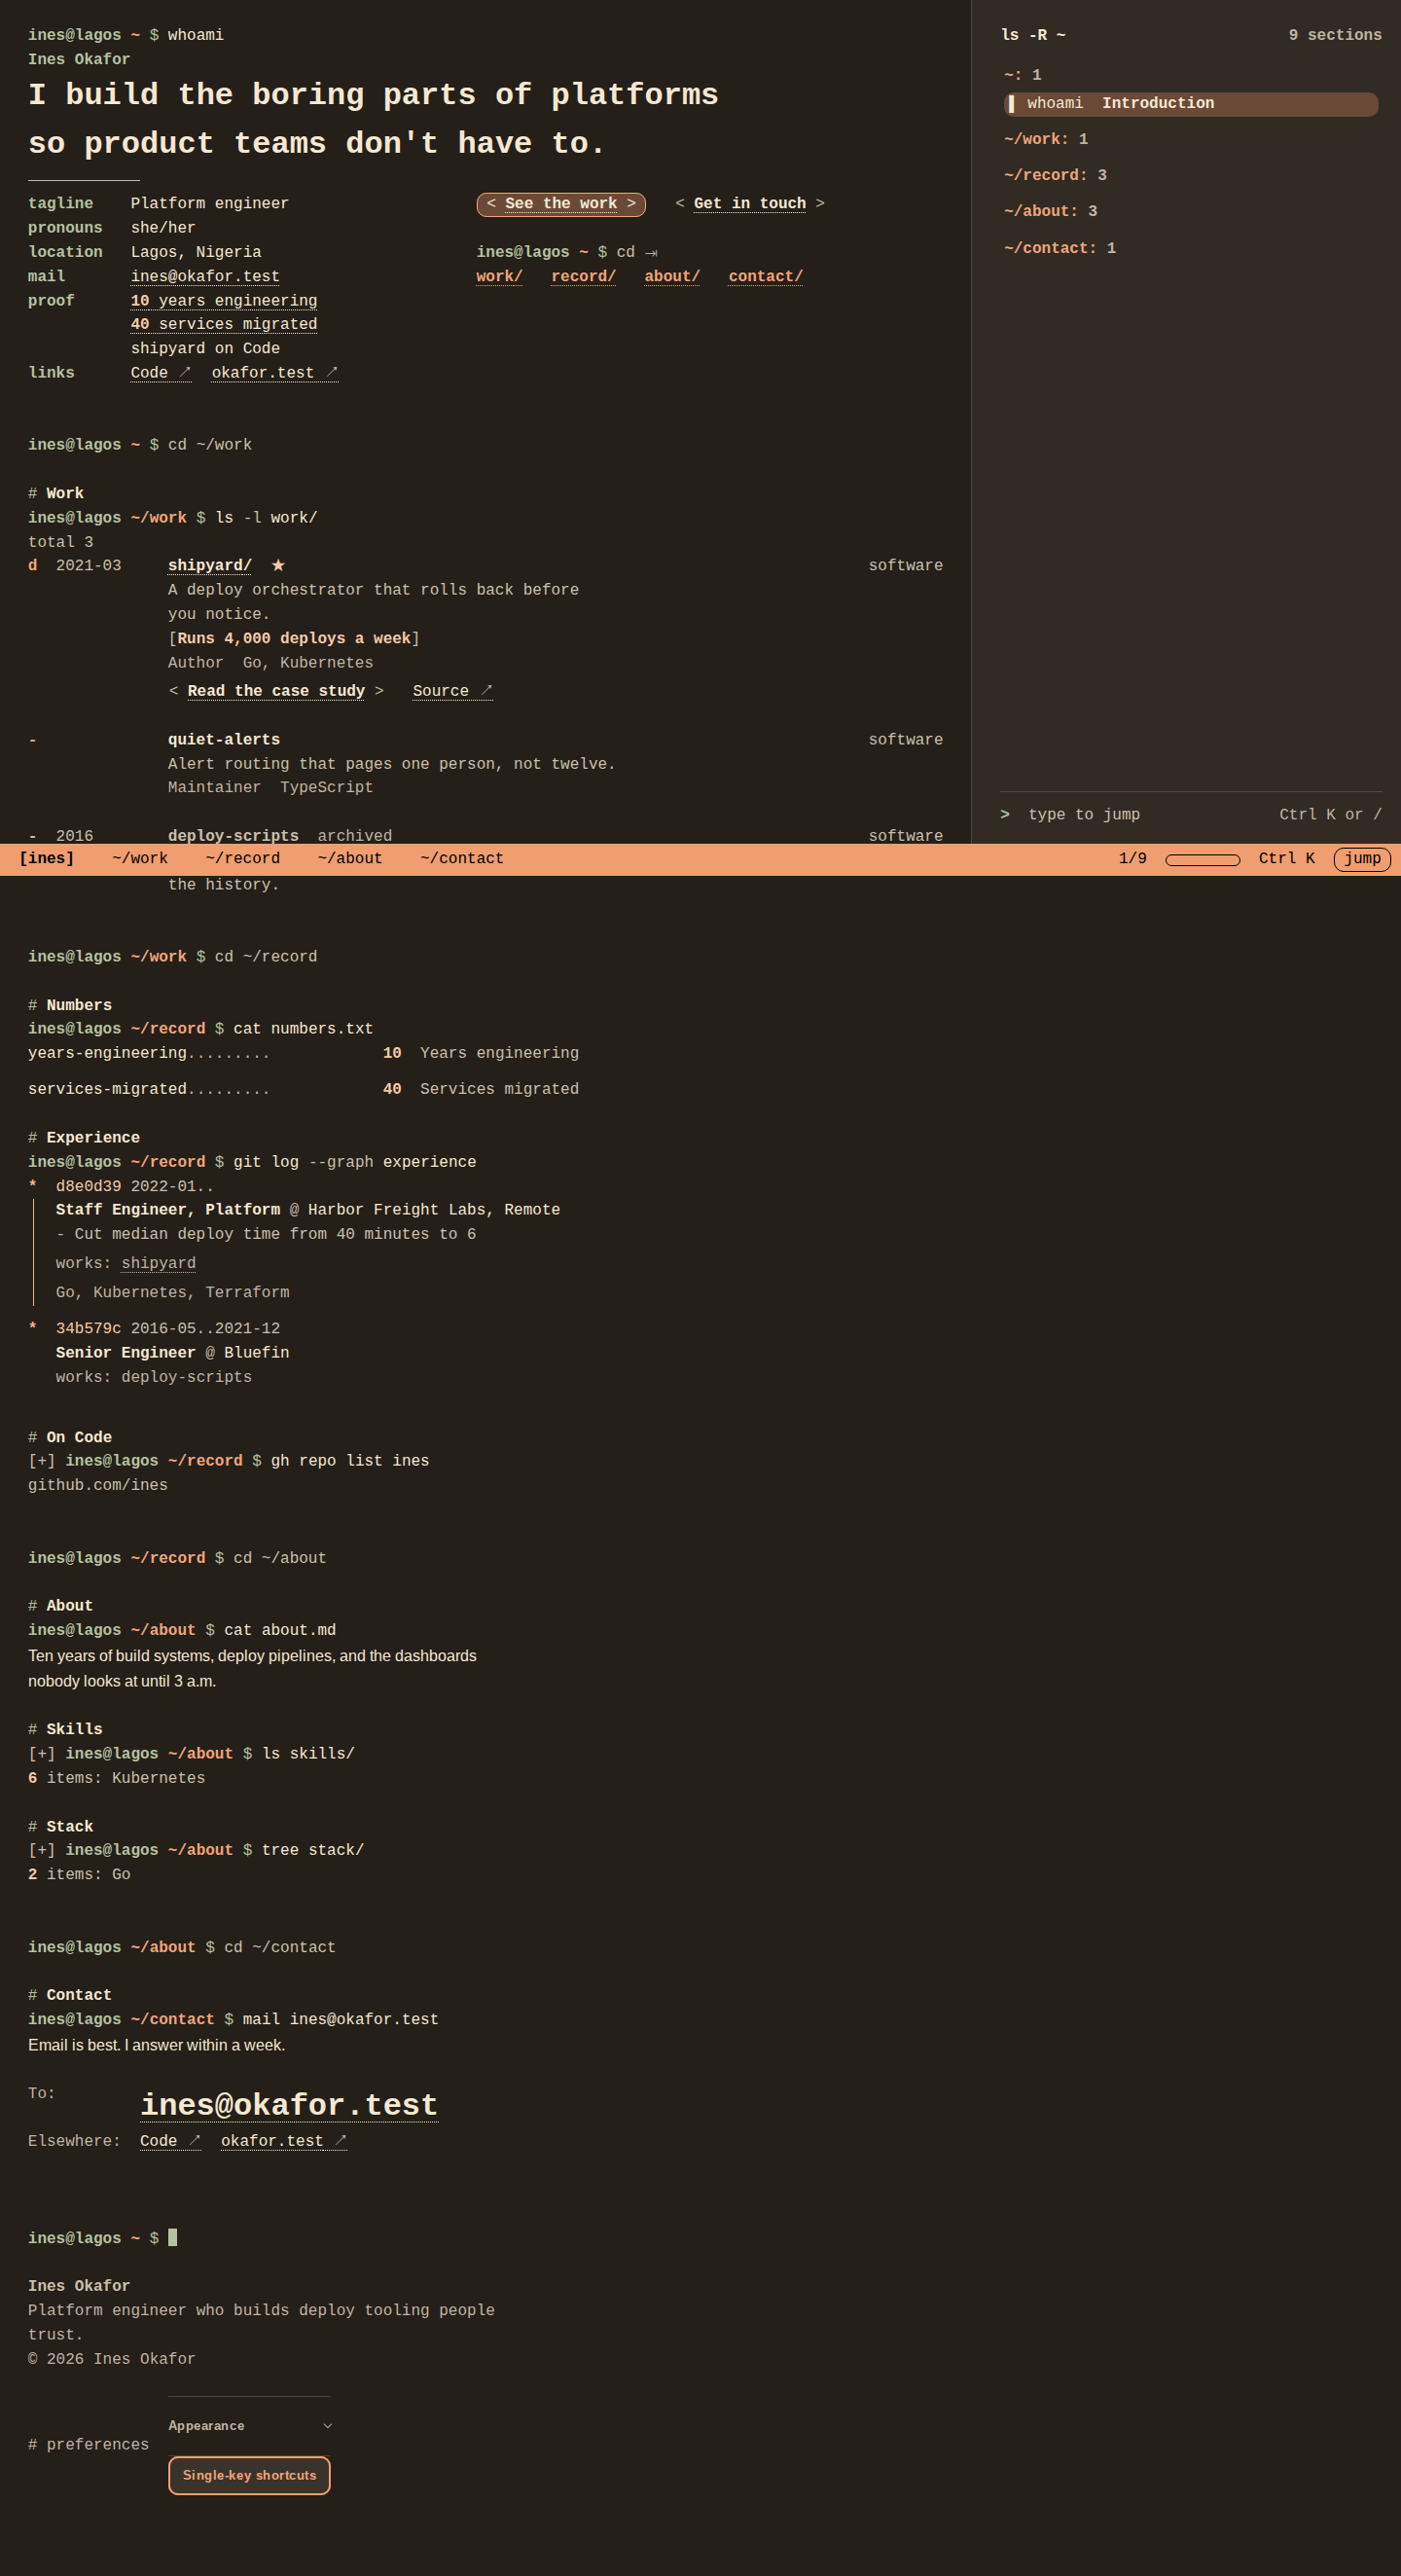 ines@lagos ~ $ whoami
Ines Okafor
I build the boring parts of platforms
so product teams don't have to.
tagline Platform engineer
pronouns she/her
location Lagos, Nigeria
mail ines@okafor.test
proof 10 years engineering
40 services migrated
shipyard on Code
links Code ↗ okafor.test ↗
< See the work > < Get in touch >
ines@lagos ~ $ cd ⇥
work/ record/ about/ contact/
ines@lagos ~ $ cd ~/work
# Work
ines@lagos ~/work $ ls -l work/
total 3
d 2021-03 shipyard/ ★ software
A deploy orchestrator that rolls back before
you notice.
[Runs 4,000 deploys a week]
Author Go, Kubernetes
< Read the case study > Source ↗
- quiet-alerts software
Alert routing that pages one person, not twelve.
Maintainer TypeScript
- 2016 deploy-scripts archived software
the history.
ls -R ~ 9 sections
~: 1
whoami Introduction
~/work: 1
~/record: 3
~/about: 3
~/contact: 1
> type to jump Ctrl K or /
[ines] ~/work ~/record ~/about ~/contact 1/9 Ctrl K jump
ines@lagos ~/work $ cd ~/record
# Numbers
ines@lagos ~/record $ cat numbers.txt
years-engineering......... 10 Years engineering
services-migrated......... 40 Services migrated
# Experience
ines@lagos ~/record $ git log --graph experience
* d8e0d39 2022-01..
Staff Engineer, Platform @ Harbor Freight Labs, Remote
- Cut median deploy time from 40 minutes to 6
works: shipyard
Go, Kubernetes, Terraform
* 34b579c 2016-05..2021-12
Senior Engineer @ Bluefin
works: deploy-scripts
# On Code
[+] ines@lagos ~/record $ gh repo list ines
github.com/ines
ines@lagos ~/record $ cd ~/about
# About
ines@lagos ~/about $ cat about.md
Ten years of build systems, deploy pipelines, and the dashboards
nobody looks at until 3 a.m.
# Skills
[+] ines@lagos ~/about $ ls skills/
6 items: Kubernetes
# Stack
[+] ines@lagos ~/about $ tree stack/
2 items: Go
ines@lagos ~/about $ cd ~/contact
# Contact
ines@lagos ~/contact $ mail ines@okafor.test
Email is best. I answer within a week.
To: ines@okafor.test
Elsewhere: Code ↗ okafor.test ↗
ines@lagos ~ $
Ines Okafor
Platform engineer who builds deploy tooling people
trust.
© 2026 Ines Okafor
Appearance
# preferences
Single-key shortcuts